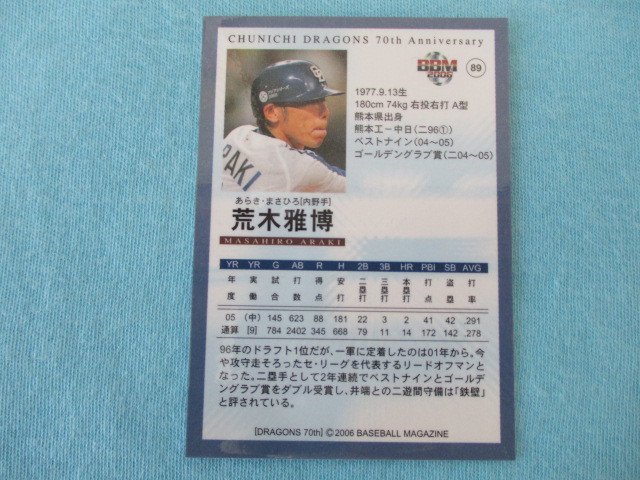 CHUNICHI DRAGONS 70th Anniversary
BBM
2006
89
1977.9.13生
180cm 74kg 右投右打 A型
熊本県出身
熊本工－中日(二96①)
ベストナイン(04～05)
ゴールデングラブ賞(二04～05)
RAKI
あらき・まさひろ[内野手]
荒木雅博
MASAHIRO ARAKI
YR YR G AB R H 2B 3B HR PBI SB AVG
年度 実働 試合 打数 得点 安打 二塁打 三塁打 本塁打 打点 盗塁 打率
05 (中) 145 623 88 181 22 3 2 41 42 .291
通算 [9] 784 2402 345 668 79 11 14 172 142 .278
96年のドラフト1位だが、一軍に定着したのは01年から。今
や攻守走そろったセ・リーグを代表するリードオフマンと
なった。二塁手として2年連続でベストナインとゴールデ
ングラブ賞をダブル受賞し、井端との二遊間守備は「鉄壁」
と評されている。
[DRAGONS 70th] © 2006 BASEBALL MAGAZINE